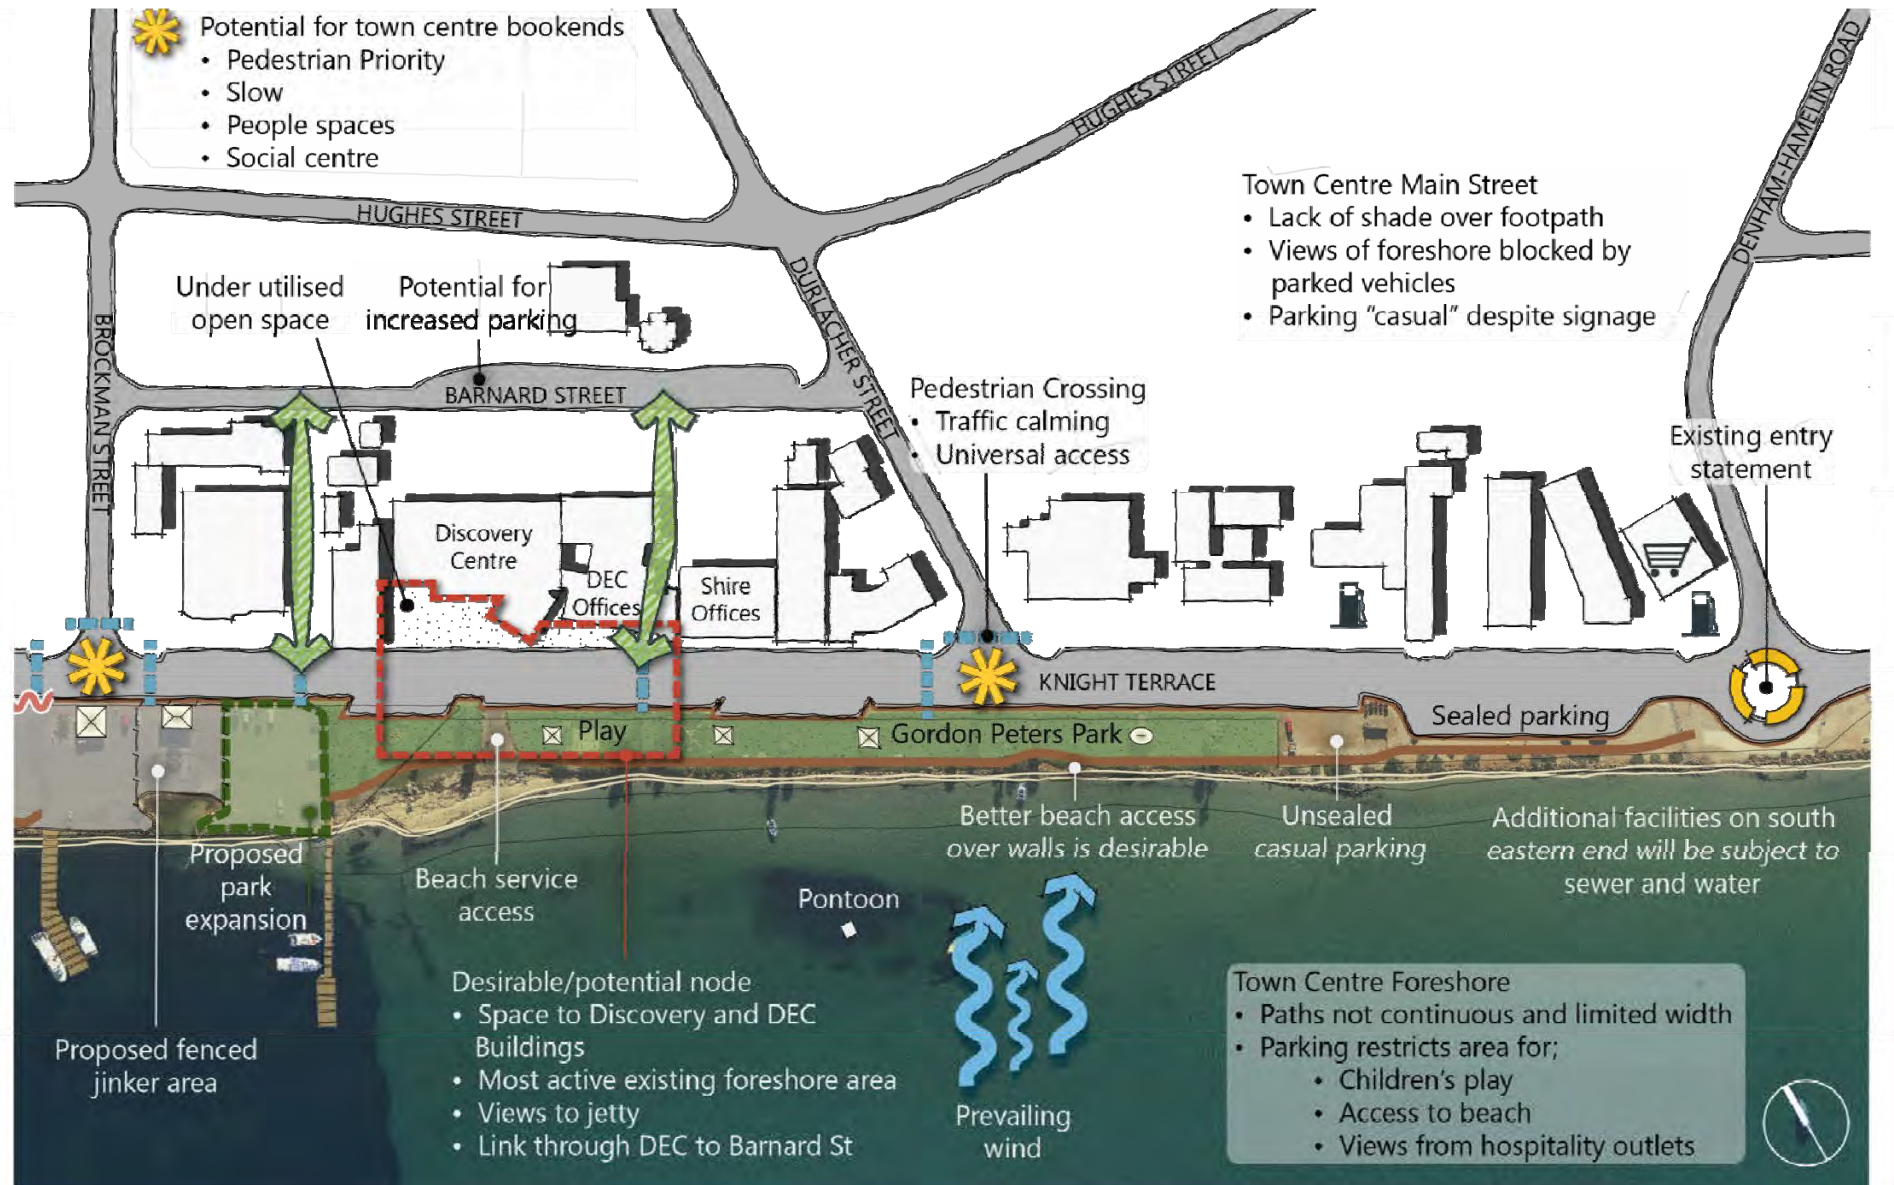 Potential for town centre bookends
• Pedestrian Priority
• Slow
• People spaces
• Social centre
HUGHES STREET
HUGHES STREET
DENHAM-HAMELIN ROAD
Town Centre Main Street
• Lack of shade over footpath
• Views of foreshore blocked by
parked vehicles
• Parking “casual” despite signage
Under utilised
open space
Potential for
increased parking
DURLACHER STREET
BROCKMAN STREET
BARNARD STREET
Pedestrian Crossing
• Traffic calming
• Universal access
Existing entry
statement
Discovery
Centre
DEC
Offices
Shire
Offices
KNIGHT TERRACE
Play
Gordon Peters Park
Sealed parking
Proposed
park
expansion
Beach service
access
Better beach access
over walls is desirable
Unsealed
casual parking
Additional facilities on south
eastern end will be subject to
sewer and water
Pontoon
Proposed fenced
jinker area
Desirable/potential node
• Space to Discovery and DEC
Buildings
• Most active existing foreshore area
• Views to jetty
• Link through DEC to Barnard St
Prevailing
wind
Town Centre Foreshore
• Paths not continuous and limited width
• Parking restricts area for;
• Children’s play
• Access to beach
• Views from hospitality outlets